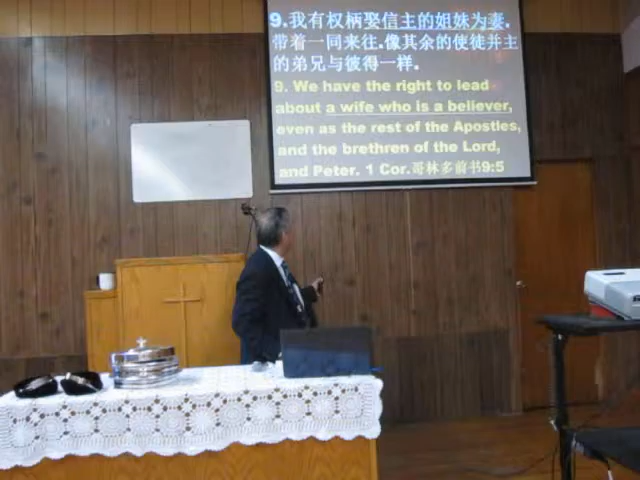 9.我有权柄娶信主的姐妹为妻.
带着一同来往.像其余的使徒并主
的弟兄与彼得一样.
9. We have the right to lead
about a wife who is a believer,
even as the rest of the Apostles,
and the brethren of the Lord,
and Peter. 1 Cor.哥林多前书9:5